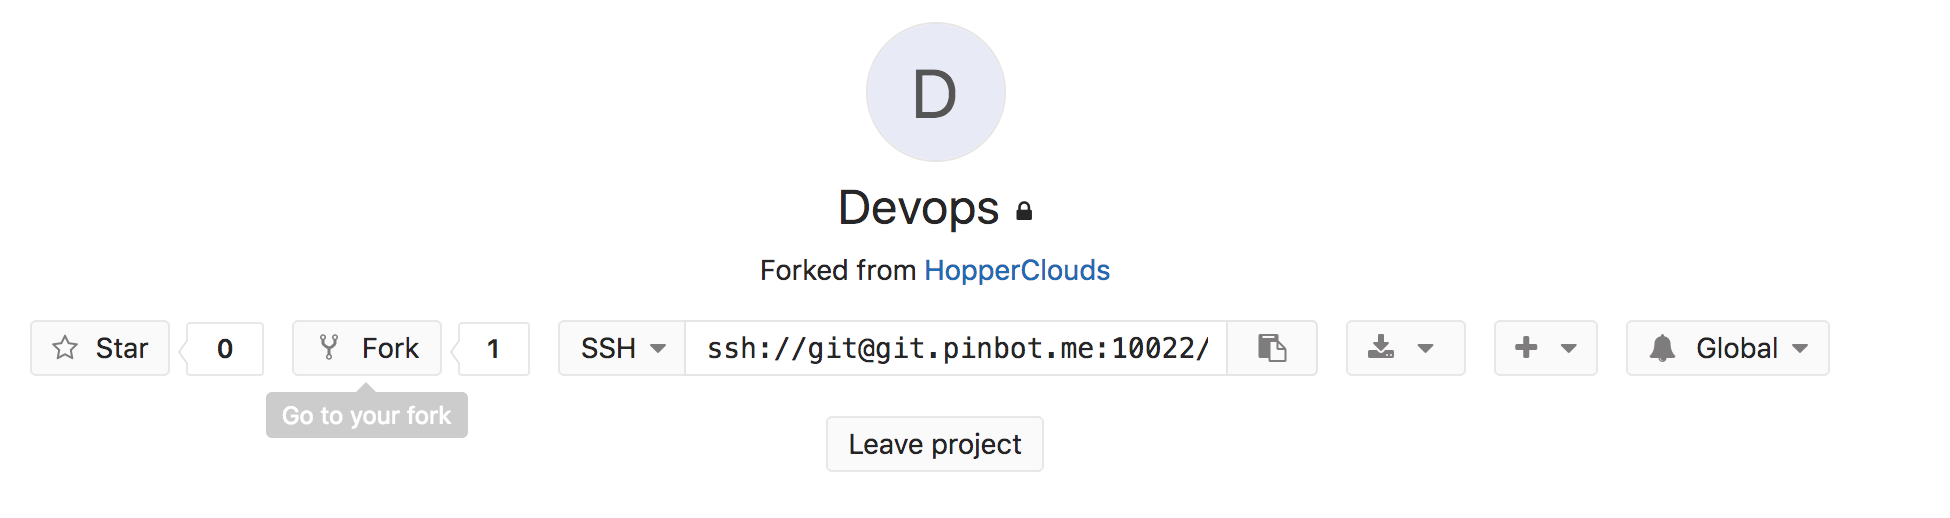 D
Devops
Forked from HopperClouds
Star 0 Fork 1 SSH ssh://git@git.pinbot.me:10022/ Global
Go to your fork
Leave project